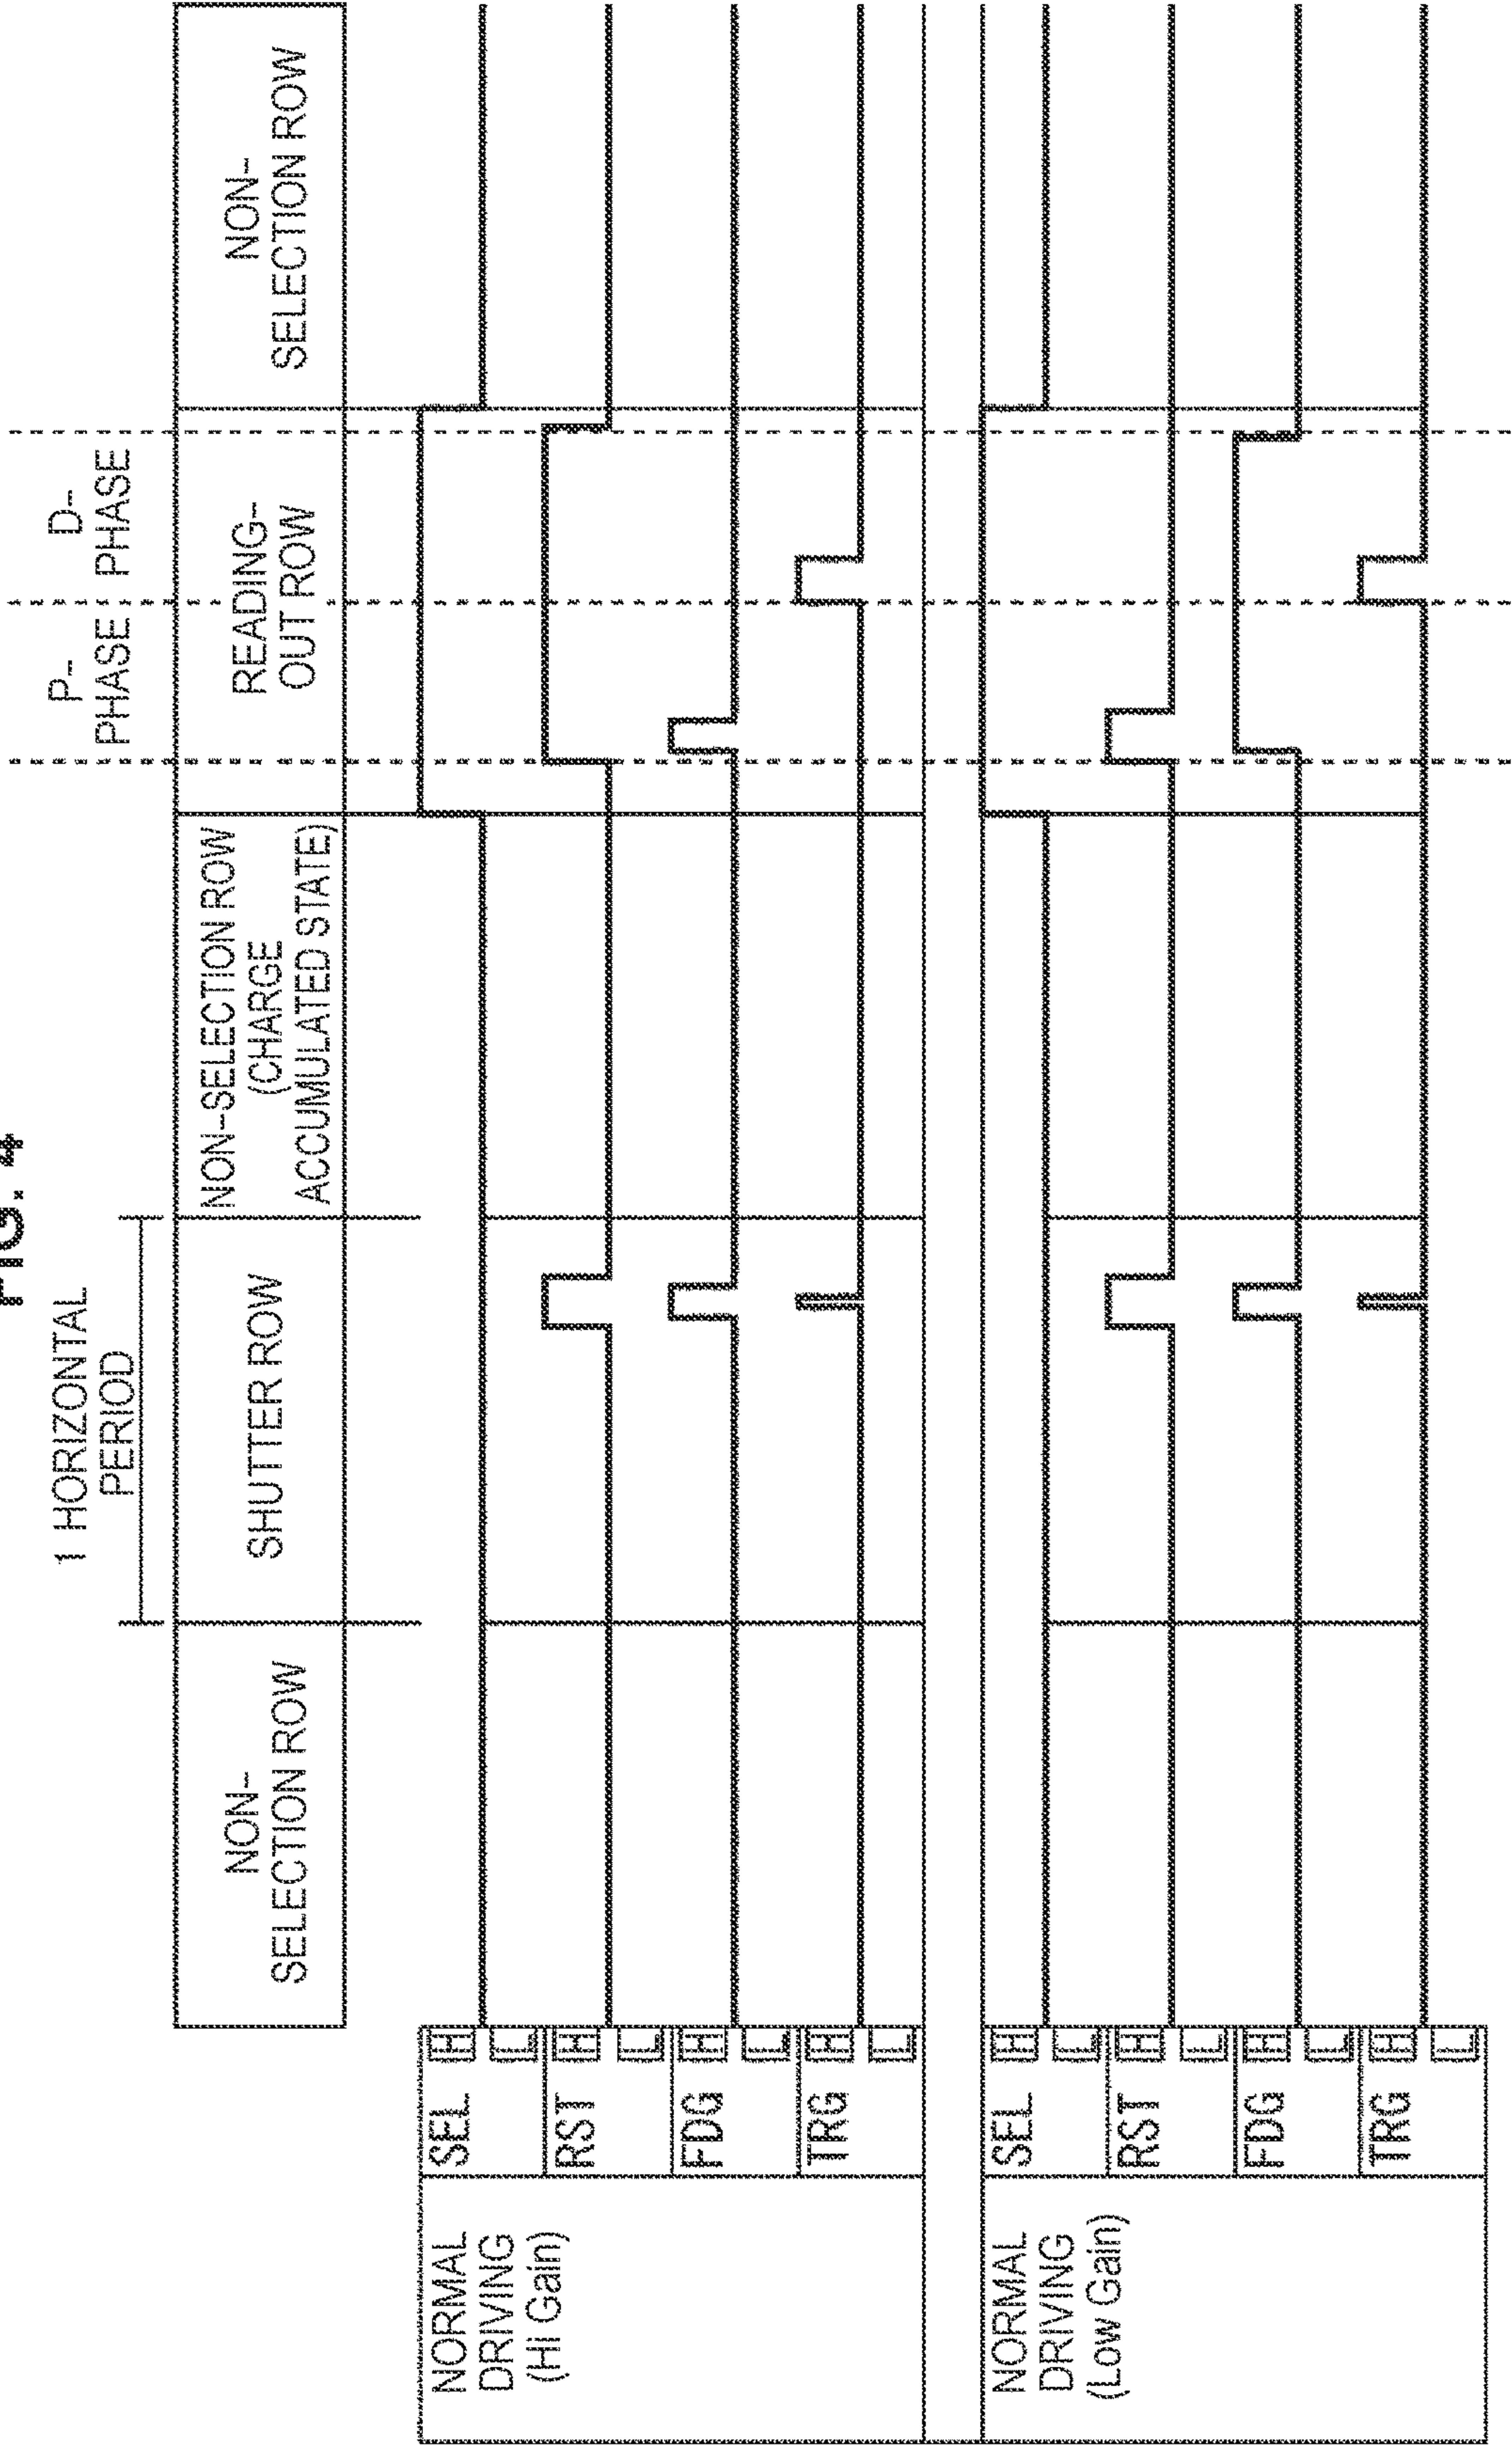 FIG. 4
1 HORIZONTAL
PERIOD
P-
PHASE
D-
PHASE
NON-
SELECTION ROW
SHUTTER ROW
NON-SELECTION ROW
(CHARGE
ACCUMULATED STATE)
READING-
OUT ROW
NON-
SELECTION ROW
NORMAL
DRIVING
(Hi Gain)
SEL
H
L
RST
H
L
FDG
H
L
TRG
H
L
NORMAL
DRIVING
(Low Gain)
SEL
H
L
RST
H
L
FDG
H
L
TRG
H
L